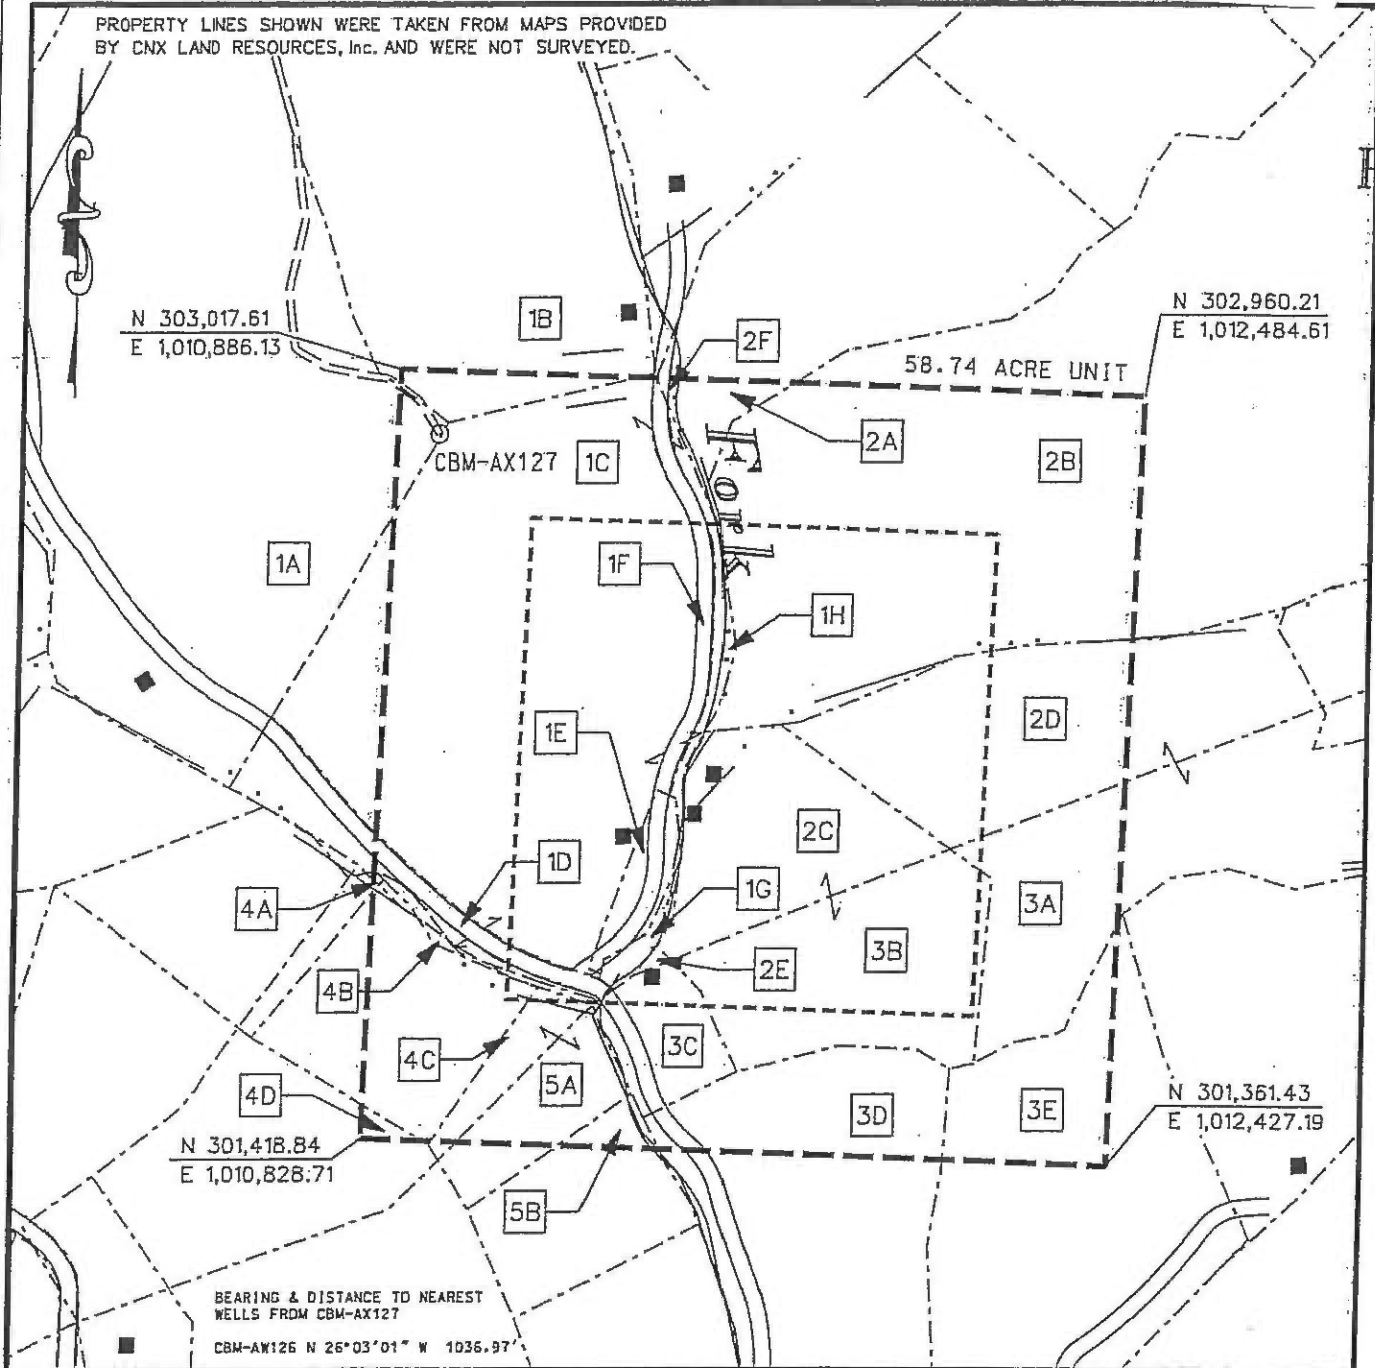 PROPERTY LINES SHOWN WERE TAKEN FROM MAPS PROVIDED
BY CNX LAND RESOURCES, Inc. AND WERE NOT SURVEYED.
N 303,017.61
E 1,010,886.13
1B
2F
N 302,960.21
E 1,012,484.61
58.74 ACRE UNIT
2A
CBM-AX127
1C
2B
Fork
1A
1F
1H
1E
2D
2C
1D
4A
1G
3A
4B
2E
3B
4C
3C
5A
4D
3D
3E
N 301,361.43
E 1,012,427.19
N 301,418.84
E 1,010,828.71
5B
BEARING & DISTANCE TO NEAREST
WELLS FROM CBM-AX127
CBM-AW126 N 26°03'01" W 1036.97'